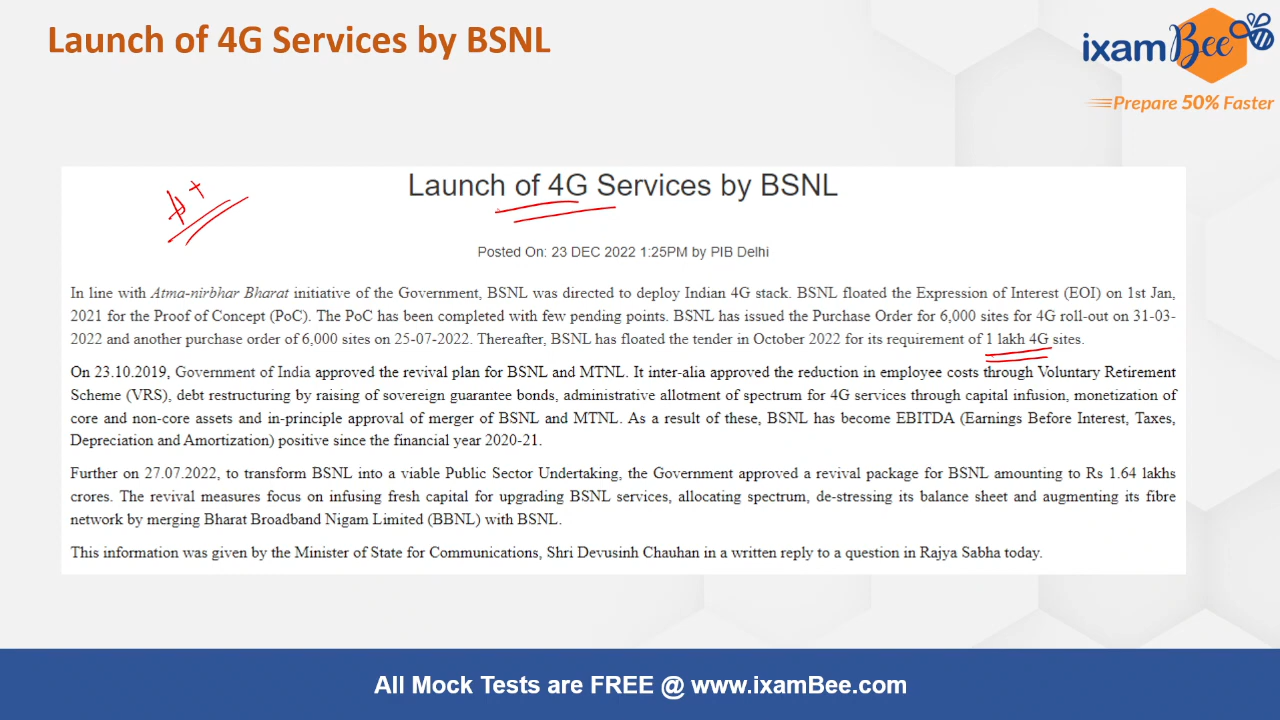 Launch of 4G Services by BSNL
ixamBee
Prepare 50% Faster
A+
Launch of 4G Services by BSNL
Posted On: 23 DEC 2022 1:25PM by PIB Delhi
In line with Atma-nirbhar Bharat initiative of the Government, BSNL was directed to deploy Indian 4G stack. BSNL floated the Expression of Interest (EOI) on 1st Jan,
2021 for the Proof of Concept (PoC). The PoC has been completed with few pending points. BSNL has issued the Purchase Order for 6,000 sites for 4G roll-out on 31-03-
2022 and another purchase order of 6,000 sites on 25-07-2022. Thereafter, BSNL has floated the tender in October 2022 for its requirement of 1 lakh 4G sites.
On 23.10.2019, Government of India approved the revival plan for BSNL and MTNL. It inter-alia approved the reduction in employee costs through Voluntary Retirement
Scheme (VRS), debt restructuring by raising of sovereign guarantee bonds, administrative allotment of spectrum for 4G services through capital infusion, monetization of
core and non-core assets and in-principle approval of merger of BSNL and MTNL. As a result of these, BSNL has become EBITDA (Earnings Before Interest, Taxes,
Depreciation and Amortization) positive since the financial year 2020-21.
Further on 27.07.2022, to transform BSNL into a viable Public Sector Undertaking, the Government approved a revival package for BSNL amounting to Rs 1.64 lakhs
crores. The revival measures focus on infusing fresh capital for upgrading BSNL services, allocating spectrum, de-stressing its balance sheet and augmenting its fibre
network by merging Bharat Broadband Nigam Limited (BBNL) with BSNL.
This information was given by the Minister of State for Communications, Shri Devusinh Chauhan in a written reply to a question in Rajya Sabha today.
All Mock Tests are FREE @ www.ixamBee.com